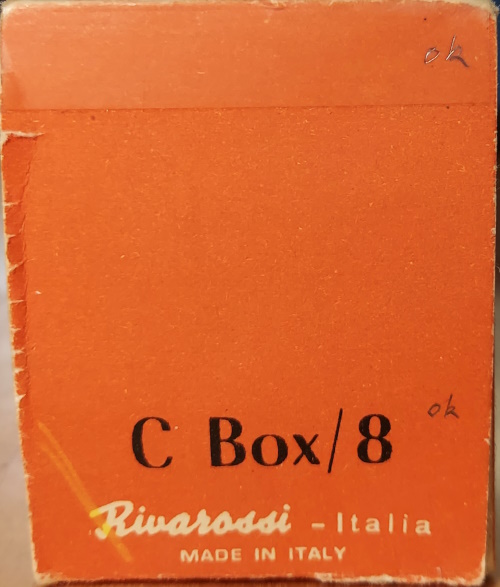 ok
ok
C Box/8
Rivarossi – Italia
MADE IN ITALY